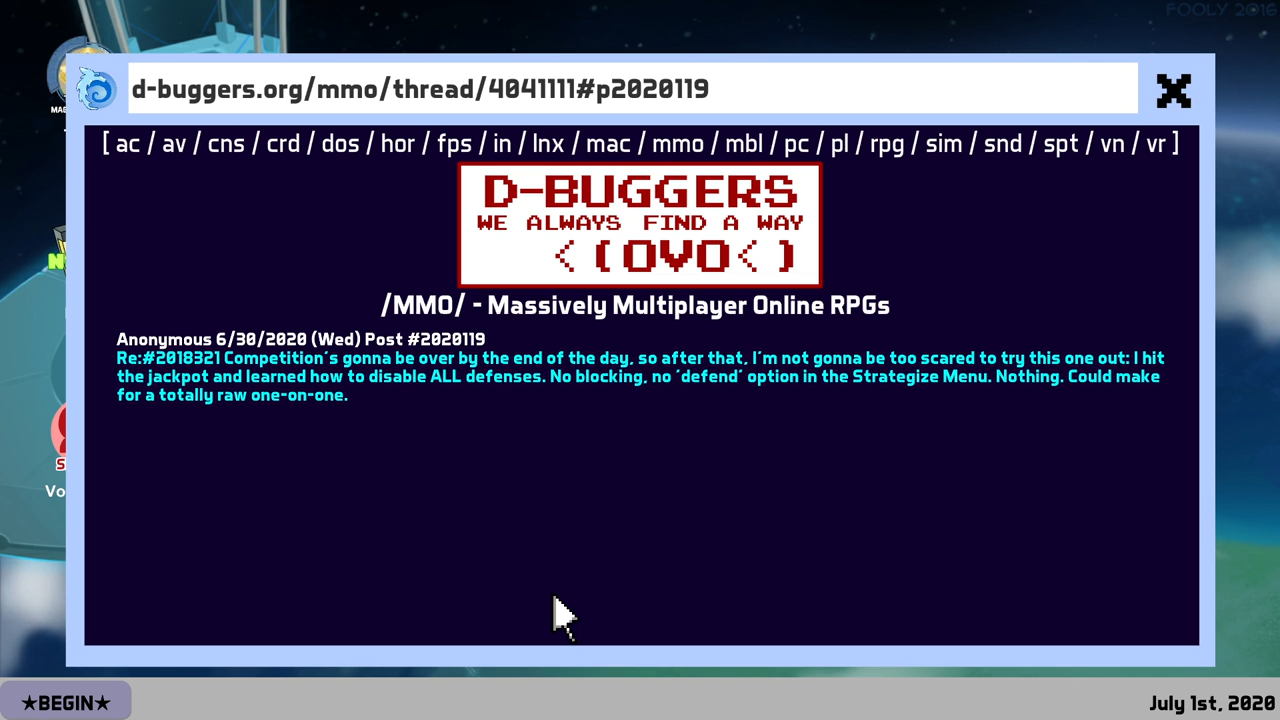 FOOLY 2016
d-buggers.org/mmo/thread/4041111#p2020119
[ ac / av / cns / crd / dos / hor / fps / in / lnx / mac / mmo / mbl / pc / pl / rpg / sim / snd / spt / vn / vr ]
D-BUGGERS
WE ALWAYS FIND A WAY
<(OVO<)
/MMO/ - Massively Multiplayer Online RPGs
Anonymous 6/30/2020 (Wed) Post #2020119
Re:#2018321 Competition's gonna be over by the end of the day, so after that, I'm not gonna be too scared to try this one out: I hit
the jackpot and learned how to disable ALL defenses. No blocking, no 'defend' option in the Strategize Menu. Nothing. Could make
for a totally raw one-on-one.
Vo
★BEGIN★
July 1st, 2020